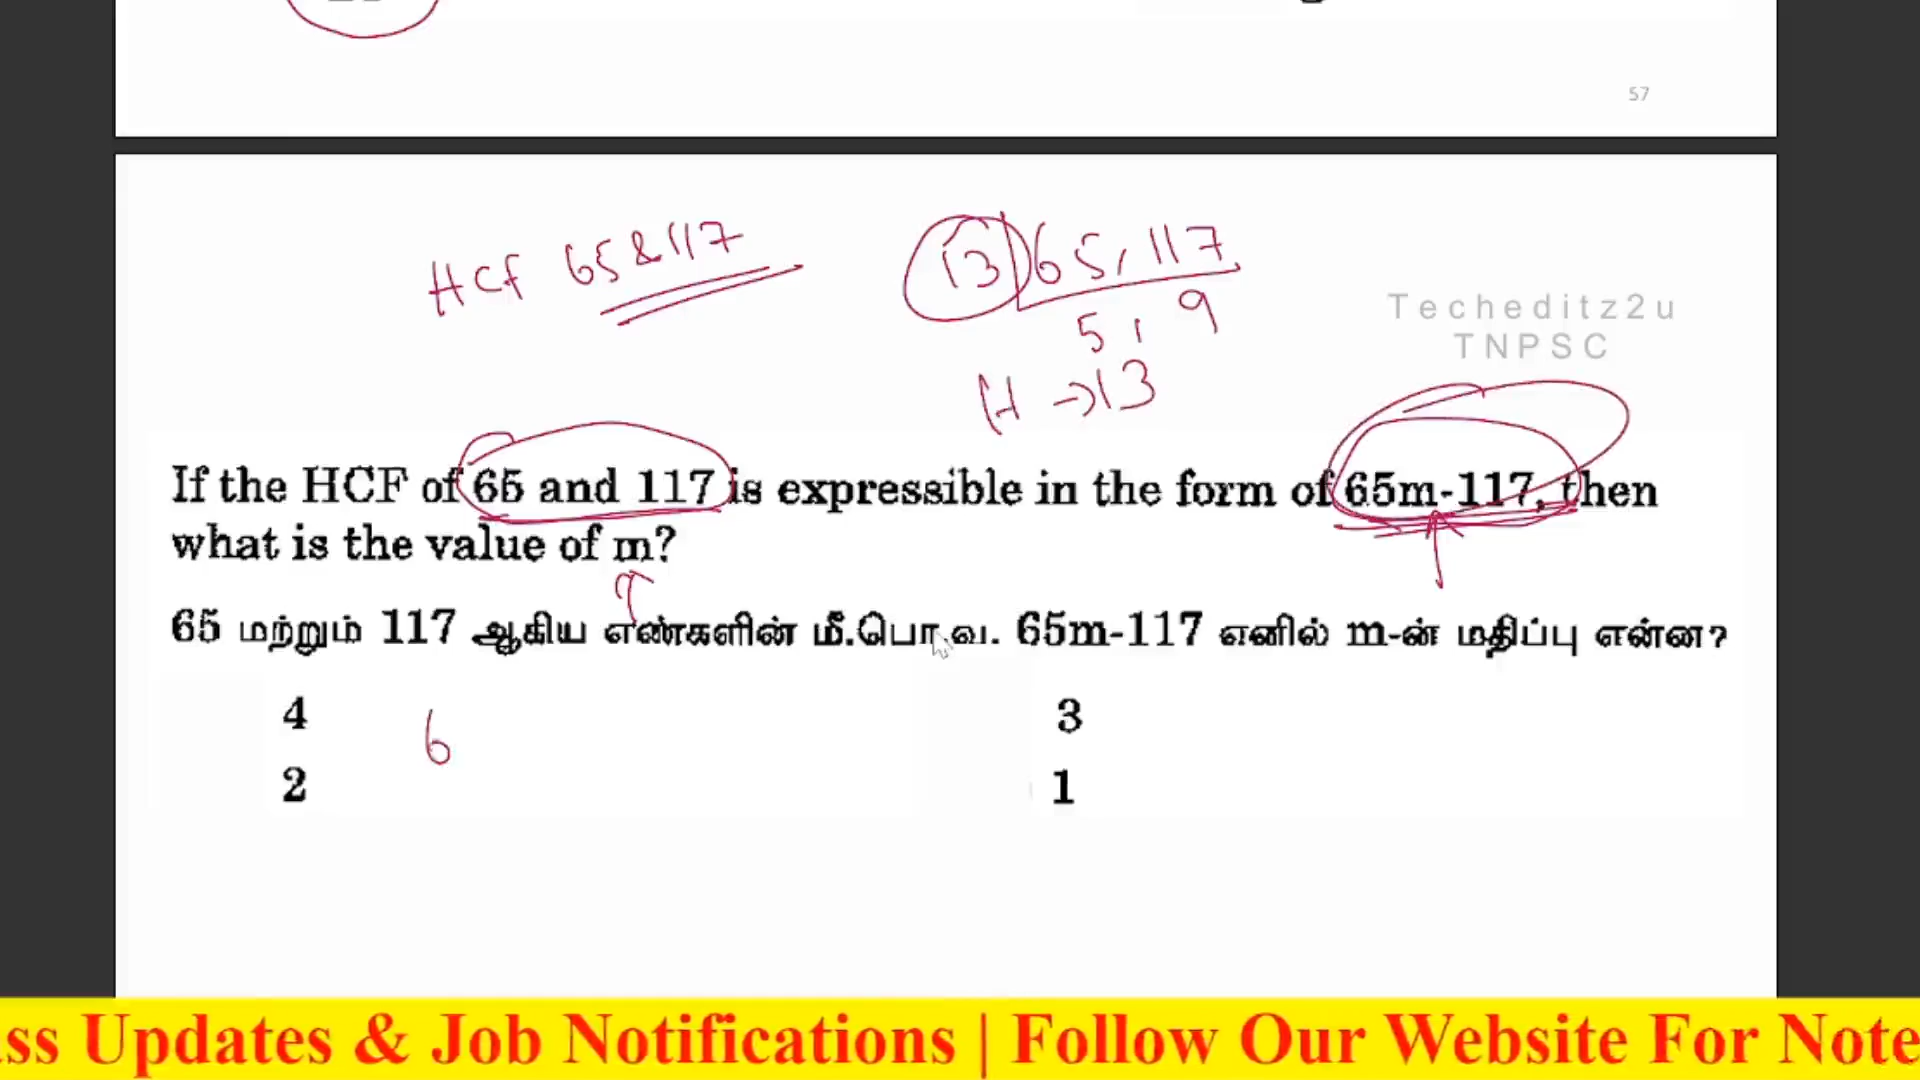 57
HCF 65 & 117
13) 65, 117
5, 9
H → 13
Techeditz2u
TNPSC
If the HCF of 65 and 117 is expressible in the form of 65m-117, then
what is the value of m?
65 மற்றும் 117 ஆகிய எண்களின் மீ.பொ.வ. 65m-117 எனில் m-ன் மதிப்பு என்ன?
4 6 3
2 1
ss Updates & Job Notifications | Follow Our Website For Note